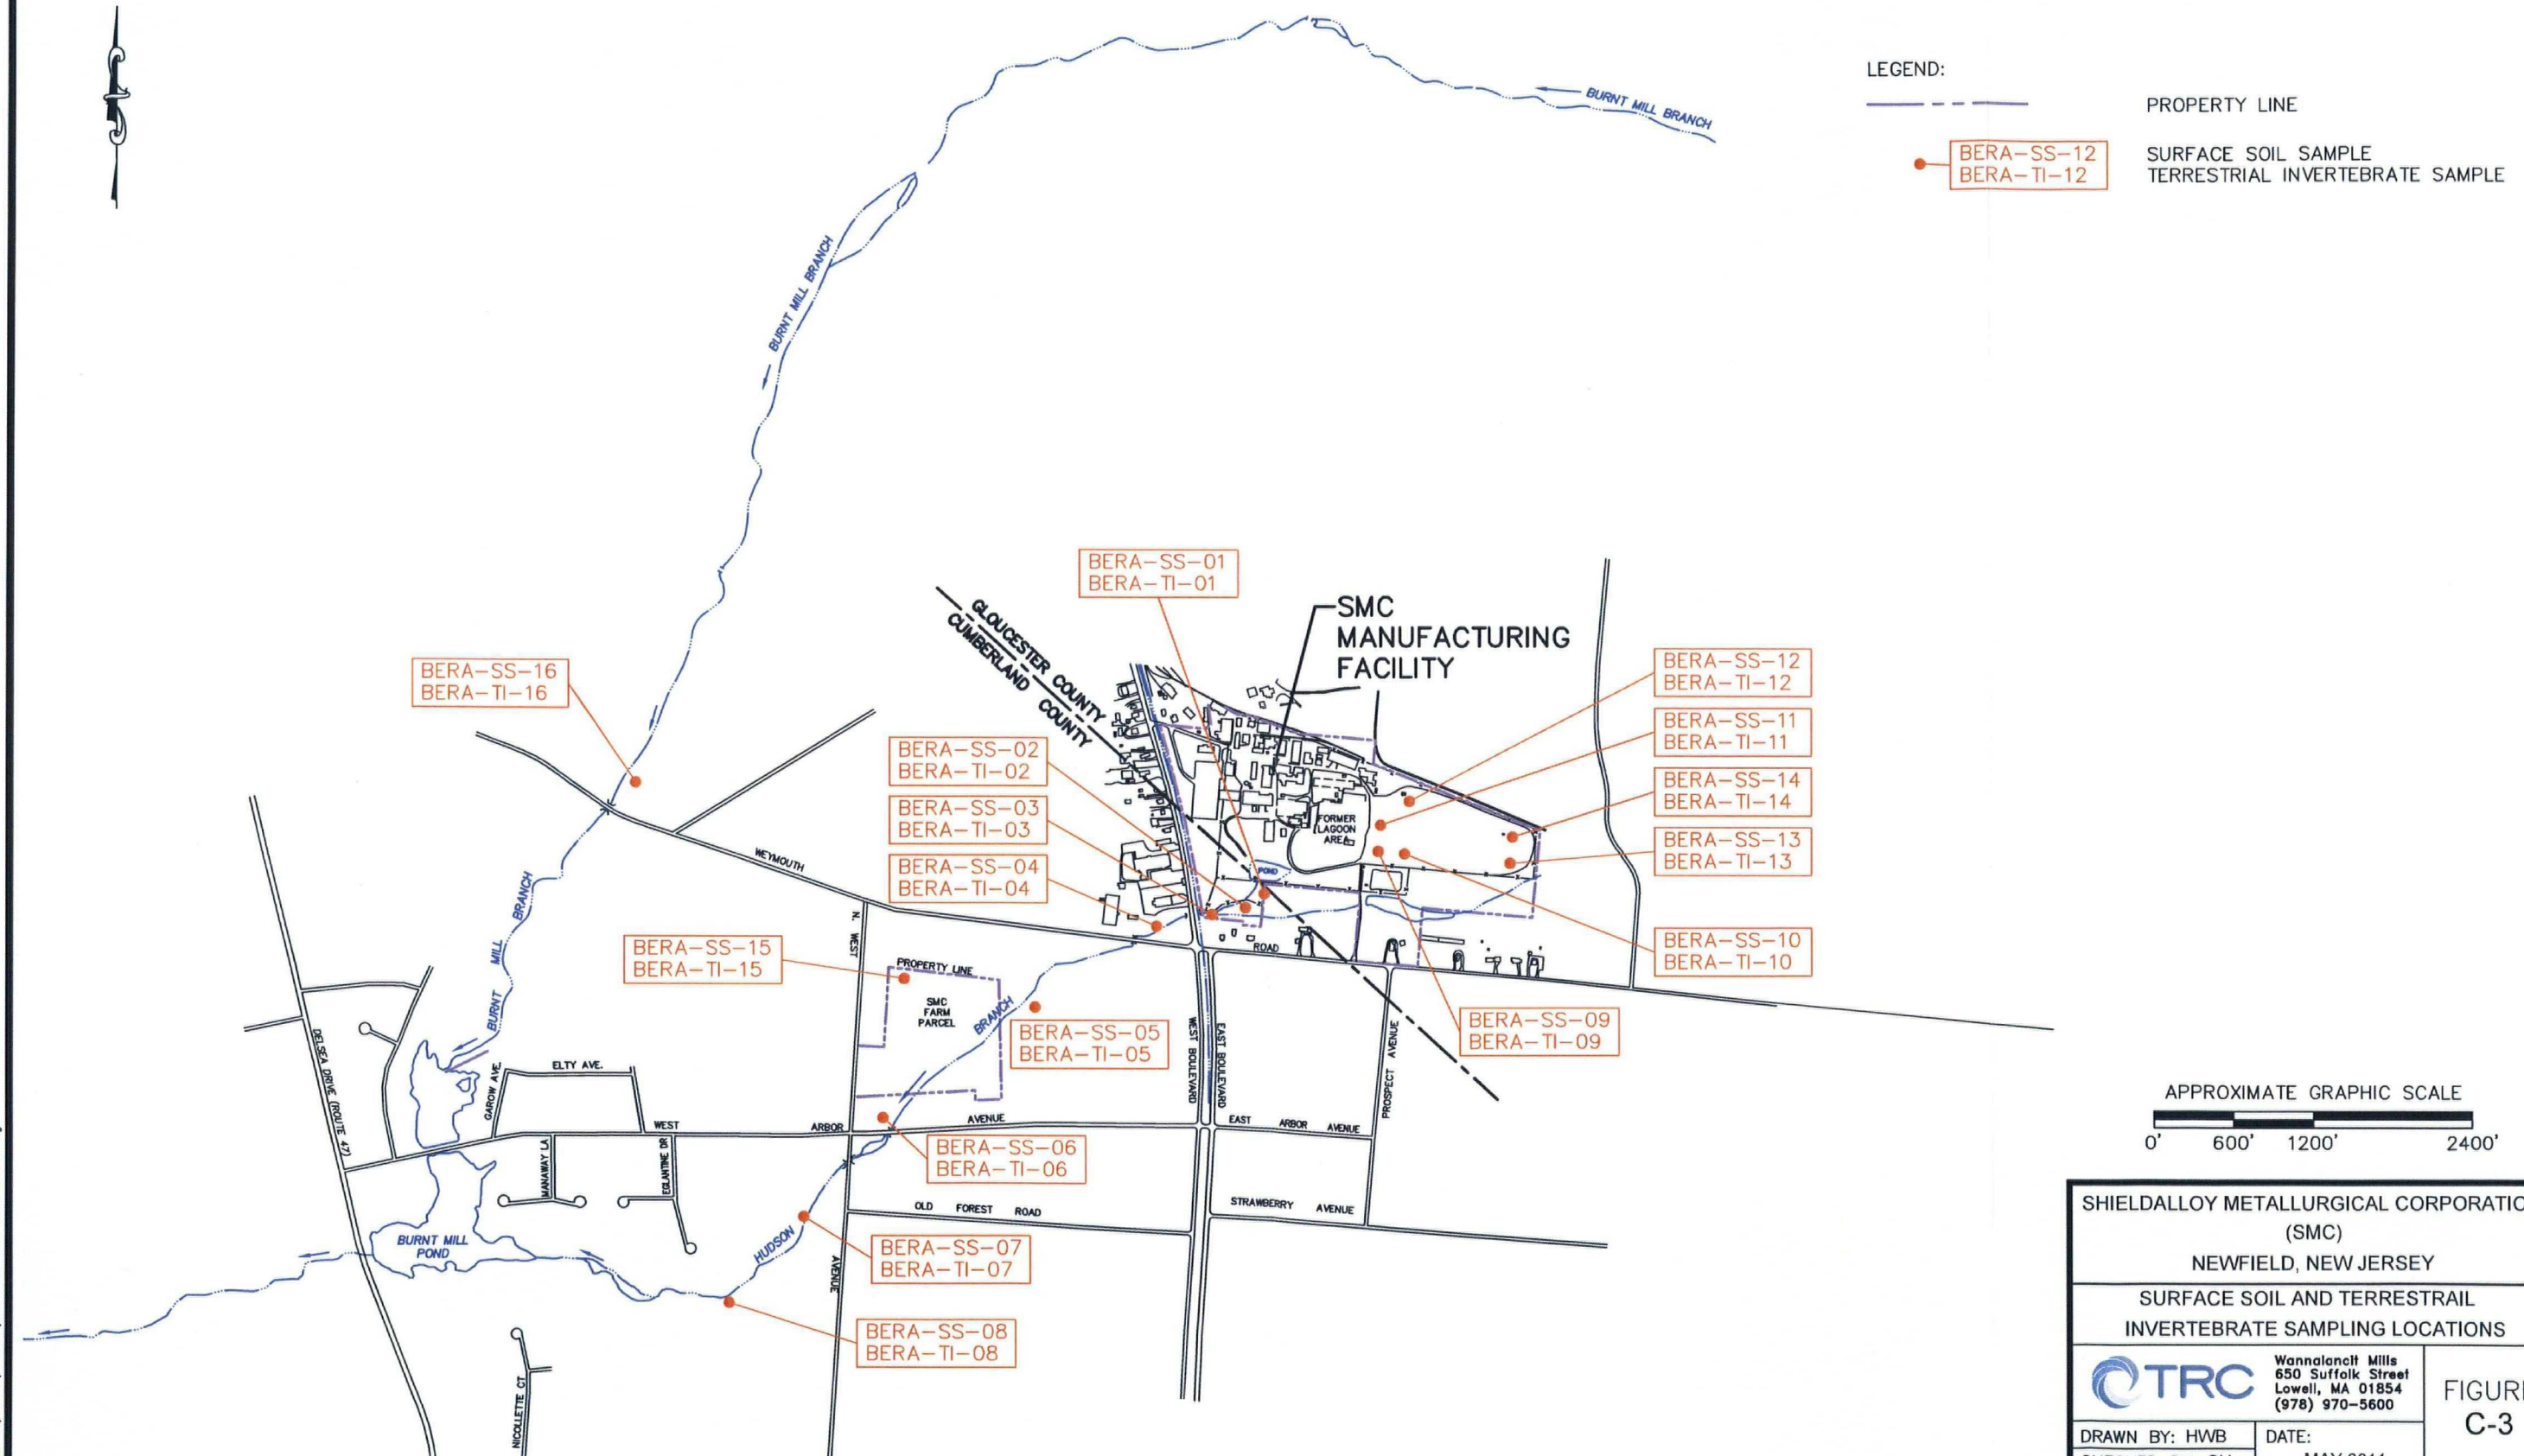 LEGEND:
PROPERTY LINE
BERA-SS-12
BERA-TI-12
SURFACE SOIL SAMPLE
TERRESTRIAL INVERTEBRATE SAMPLE
BURNT MILL BRANCH
BURNT MILL BRANCH
BERA-SS-01
BERA-TI-01
SMC
MANUFACTURING
FACILITY
GLOUCESTER COUNTY
CUMBERLAND COUNTY
BERA-SS-16
BERA-TI-16
BERA-SS-12
BERA-TI-12
BERA-SS-11
BERA-TI-11
BERA-SS-02
BERA-TI-02
BERA-SS-14
BERA-TI-14
BERA-SS-03
BERA-TI-03
FORMER
LAGOON
AREA
BERA-SS-13
BERA-TI-13
BERA-SS-04
BERA-TI-04
POND
WEYMOUTH
ROAD
BURNT MILL BRANCH
N. WEST
AVENUE
BERA-SS-15
BERA-TI-15
PROPERTY LINE
SMC
FARM
PARCEL
BERA-SS-10
BERA-TI-10
BERA-SS-09
BERA-TI-09
BERA-SS-05
BERA-TI-05
HUDSON
BRANCH
WEST BOULEVARD
EAST BOULEVARD
PROSPECT AVENUE
DELSEA DRIVE (ROUTE 47)
GAROW AVE.
ELTY AVE.
WEST ARBOR AVENUE
EAST ARBOR AVENUE
MANAWAY LA
EGLANTINE DR
BERA-SS-06
BERA-TI-06
OLD FOREST ROAD
STRAWBERRY AVENUE
BURNT MILL
POND
BERA-SS-07
BERA-TI-07
BERA-SS-08
BERA-TI-08
NICOLLETTE CT
APPROXIMATE GRAPHIC SCALE
0' 600' 1200' 2400'
SHIELDALLOY METALLURGICAL CORPORATIO
(SMC)
NEWFIELD, NEW JERSEY
SURFACE SOIL AND TERRESTRAIL
INVERTEBRATE SAMPLING LOCATIONS
TRC
Wannalancit Mills
650 Suffolk Street
Lowell, MA 01854
(978) 970-5600
FIGURE
C-3
DRAWN BY: HWB
DATE: